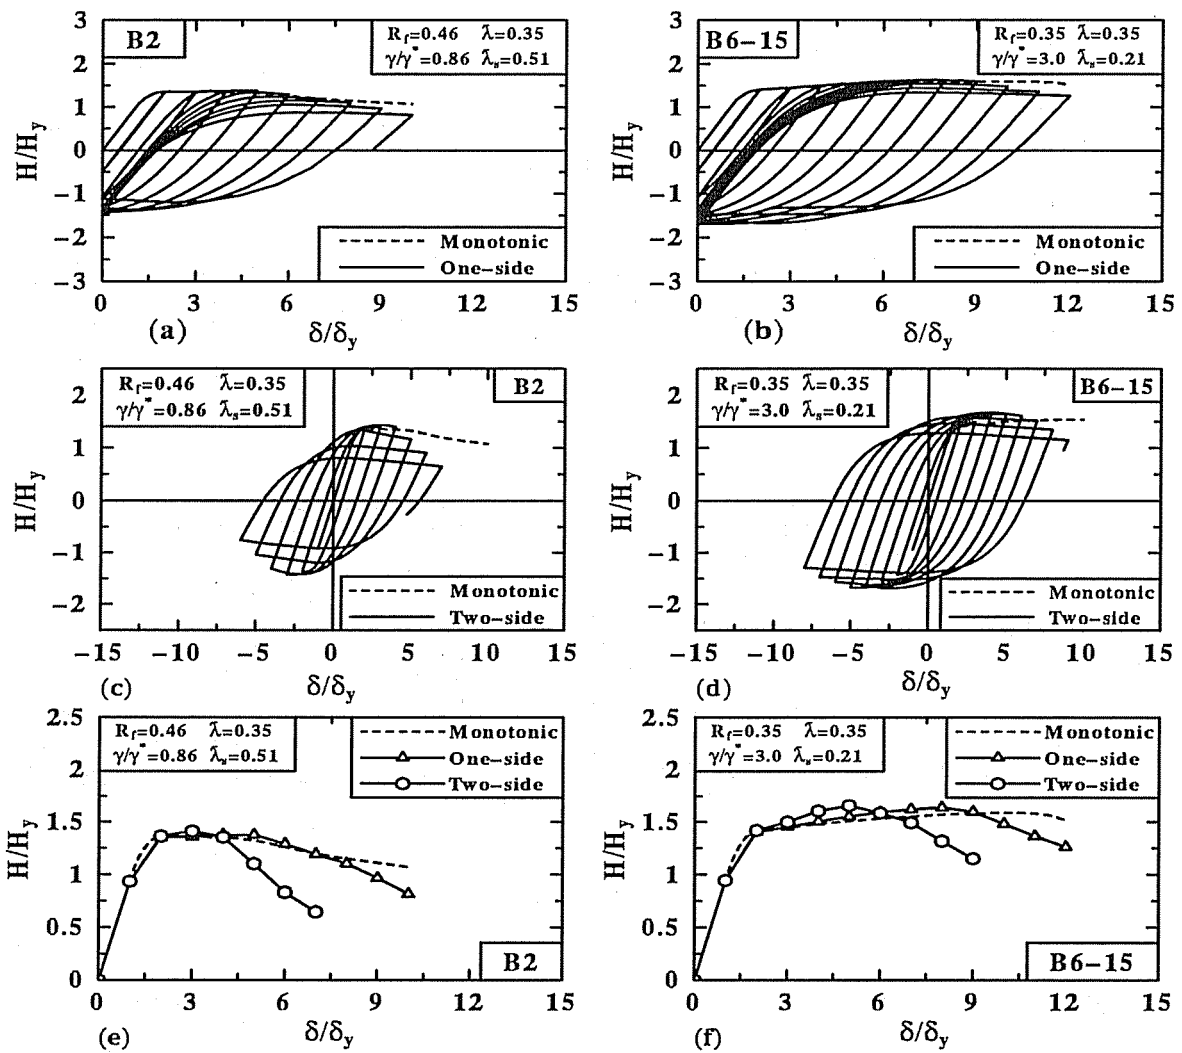 B2
R_f=0.46 λ̄=0.35
γ/γ*=0.86 λ̄_s=0.51
3
2
1
0
−1
−2
−3
H/H_y
Monotonic
One-side
0 3 6 9 12 15
(a) δ/δ_y
B6-15
R_f=0.35 λ̄=0.35
γ/γ*=3.0 λ̄_s=0.21
3
2
1
0
−1
−2
−3
H/H_y
Monotonic
One-side
0 3 6 9 12 15
(b) δ/δ_y
R_f=0.46 λ̄=0.35
γ/γ*=0.86 λ̄_s=0.51
B2
2
1
0
−1
−2
H/H_y
Monotonic
Two-side
−15 −10 −5 0 5 10 15
(c) δ/δ_y
R_f=0.35 λ̄=0.35
γ/γ*=3.0 λ̄_s=0.21
B6-15
2
1
0
−1
−2
H/H_y
Monotonic
Two-side
−15 −10 −5 0 5 10 15
(d) δ/δ_y
R_f=0.46 λ̄=0.35
γ/γ*=0.86 λ̄_s=0.51
Monotonic
One-side
Two-side
2.5
2
1.5
1
0.5
0
H/H_y
B2
0 3 6 9 12 15
(e) δ/δ_y
R_f=0.35 λ̄=0.35
γ/γ*=3.0 λ̄_s=0.21
Monotonic
One-side
Two-side
2.5
2
1.5
1
0.5
0
H/H_y
B6-15
0 3 6 9 12 15
(f) δ/δ_y